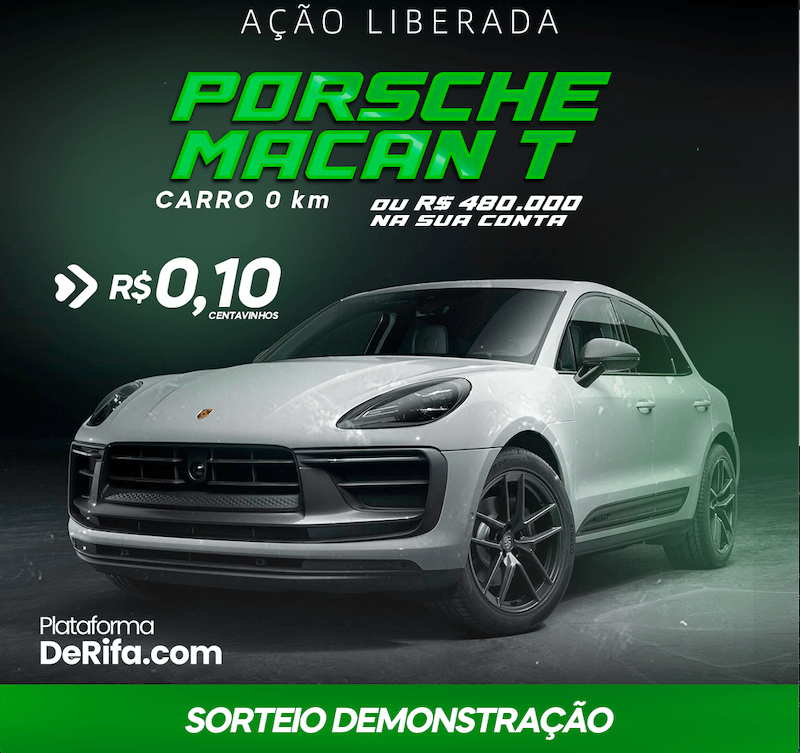 AÇÃO LIBERADA
PORSCHE
MACAN T
CARRO 0 km
OU R$ 480.000
NA SUA CONTA
R$ 0,10
CENTAVINHOS
Plataforma
DeRifa.com
SORTEIO DEMONSTRAÇÃO